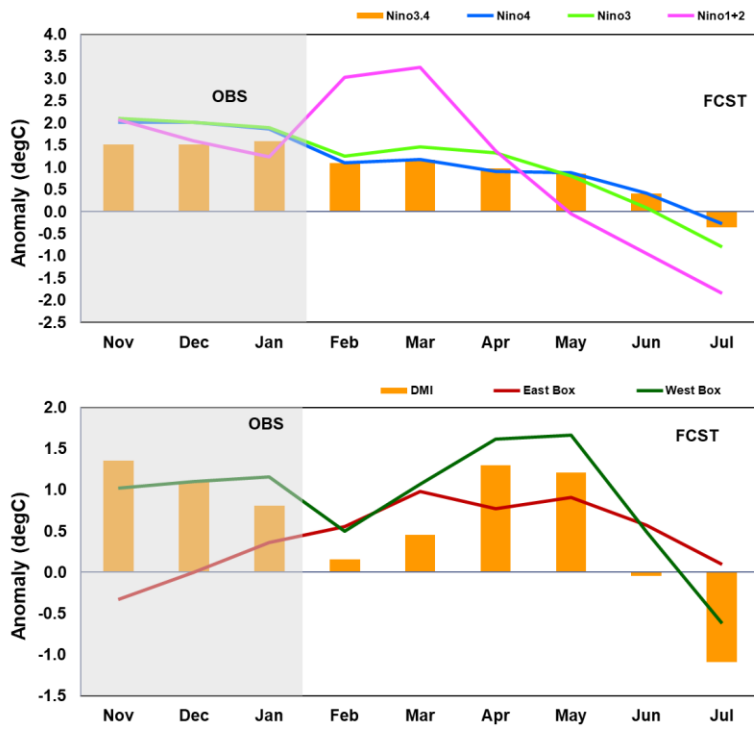 Nino3.4 Nino4 Nino3 Nino1+2
4.0
3.5
3.0
2.5
2.0
1.5
1.0
0.5
0.0
-0.5
-1.0
-1.5
-2.0
-2.5
Anomaly (degC)
OBS FCST
Nov Dec Jan Feb Mar Apr May Jun Jul
DMI East Box West Box
2.0
1.5
1.0
0.5
0.0
-0.5
-1.0
-1.5
Anomaly (degC)
OBS FCST
Nov Dec Jan Feb Mar Apr May Jun Jul